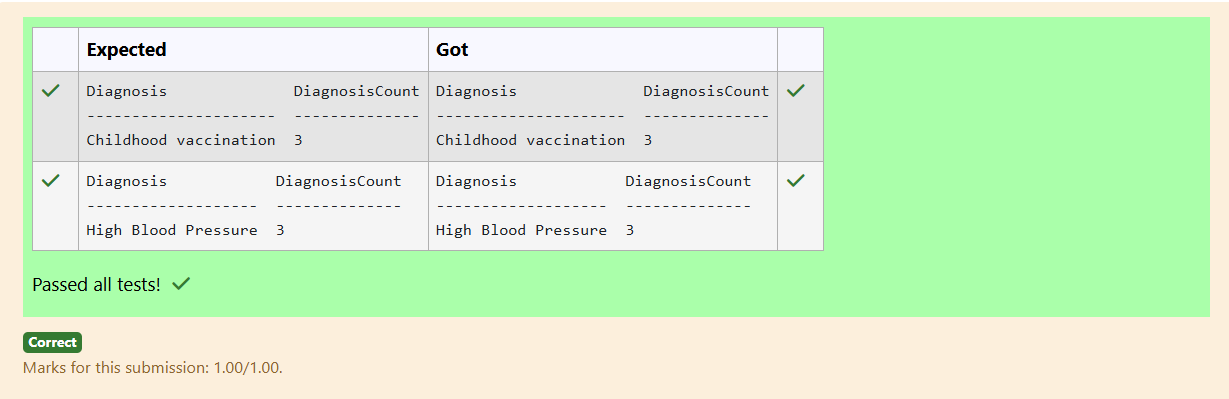 Expected Got
Diagnosis DiagnosisCount Diagnosis DiagnosisCount
--------------------- -------------- --------------------- --------------
Childhood vaccination 3 Childhood vaccination 3
Diagnosis DiagnosisCount Diagnosis DiagnosisCount
------------------- -------------- ------------------- --------------
High Blood Pressure 3 High Blood Pressure 3
Passed all tests!
Correct
Marks for this submission: 1.00/1.00.